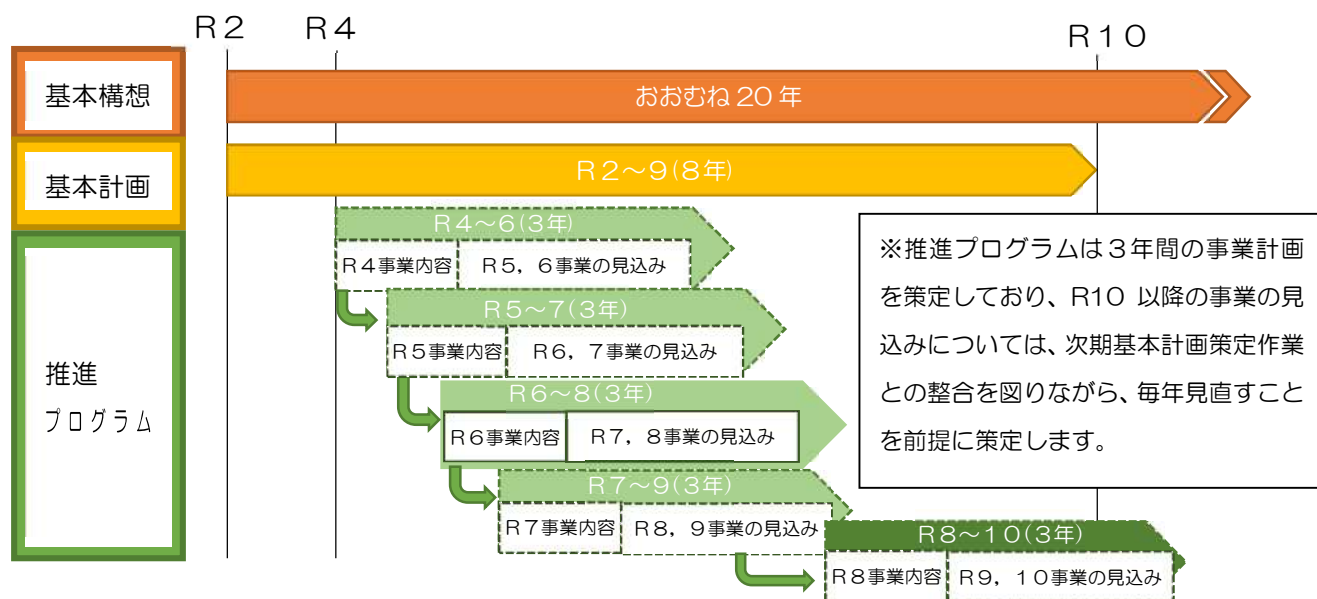 R2
R4
R10
基本構想
おおむね 20 年
基本計画
R2～9(8年)
推進
プログラム
R4～6(3年)
R4事業内容
R5，6事業の見込み
R5～7(3年)
R5事業内容
R6，7事業の見込み
R6～8(3年)
R6事業内容
R7，8事業の見込み
R7～9(3年)
R7事業内容
R8，9事業の見込み
R8～10(3年)
R8事業内容
R9，10事業の見込み
※推進プログラムは３年間の事業計画
を策定しており、R10 以降の事業の見
込みについては、次期基本計画策定作業
との整合を図りながら、毎年見直すこと
を前提に策定します。